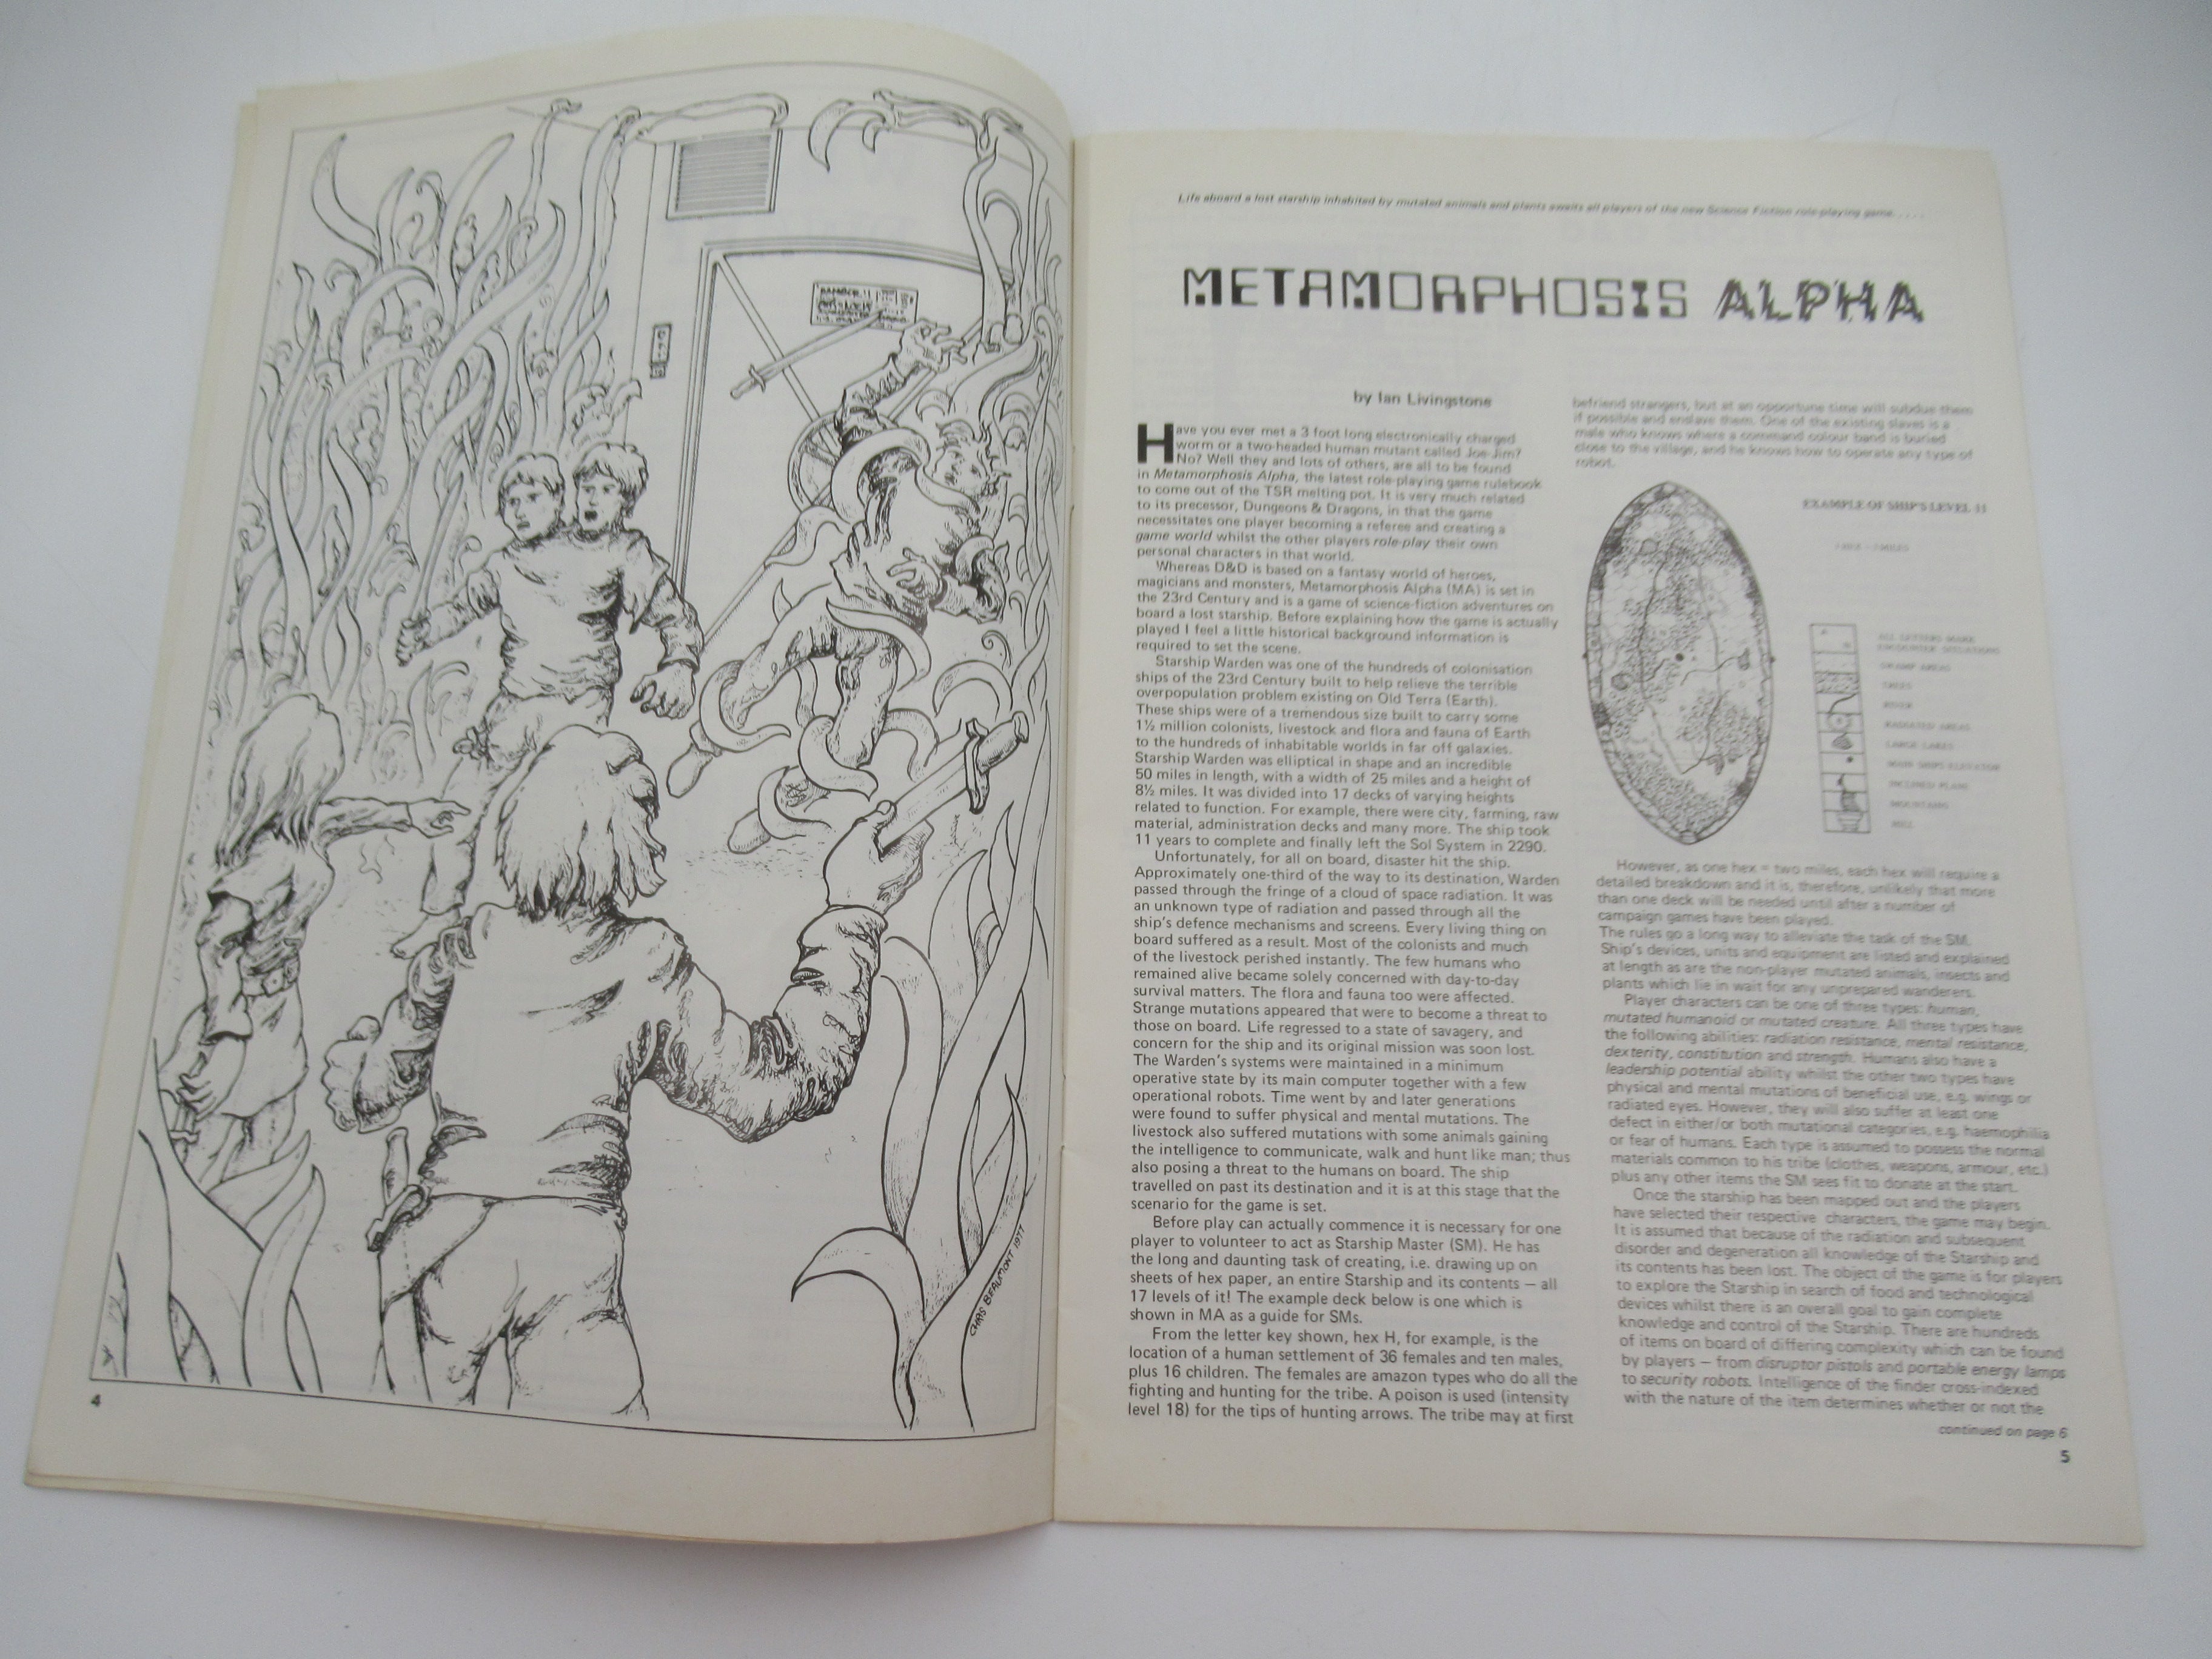 DANGER!!
4
CHRIS BEAUMONT 1977
Life aboard a lost starship inhabited by mutated animals and plants awaits all players of the new Science Fiction role-playing game.....
METAMORPHOSIS ALPHA
by Ian Livingstone
Have you ever met a 3 foot long electronically charged
worm or a two-headed human mutant called Joe-Jim?
No? Well they and lots of others, are all to be found
in Metamorphosis Alpha, the latest role-playing game rulebook
to come out of the TSR melting pot. It is very much related
to its precessor, Dungeons & Dragons, in that the game
necessitates one player becoming a referee and creating a
game world whilst the other players role-play their own
personal characters in that world.
Whereas D&D is based on a fantasy world of heroes,
magicians and monsters, Metamorphosis Alpha (MA) is set in
the 23rd Century and is a game of science-fiction adventures on
board a lost starship. Before explaining how the game is actually
played I feel a little historical background information is
required to set the scene.
Starship Warden was one of the hundreds of colonisation
ships of the 23rd Century built to help relieve the terrible
overpopulation problem existing on Old Terra (Earth).
These ships were of a tremendous size built to carry some
1½ million colonists, livestock and flora and fauna of Earth
to the hundreds of inhabitable worlds in far off galaxies.
Starship Warden was elliptical in shape and an incredible
50 miles in length, with a width of 25 miles and a height of
8½ miles. It was divided into 17 decks of varying heights
related to function. For example, there were city, farming, raw
material, administration decks and many more. The ship took
11 years to complete and finally left the Sol System in 2290.
Unfortunately, for all on board, disaster hit the ship.
Approximately one-third of the way to its destination, Warden
passed through the fringe of a cloud of space radiation. It was
an unknown type of radiation and passed through all the
ship's defence mechanisms and screens. Every living thing on
board suffered as a result. Most of the colonists and much
of the livestock perished instantly. The few humans who
remained alive became solely concerned with day-to-day
survival matters. The flora and fauna too were affected.
Strange mutations appeared that were to become a threat to
those on board. Life regressed to a state of savagery, and
concern for the ship and its original mission was soon lost.
The Warden's systems were maintained in a minimum
operative state by its main computer together with a few
operational robots. Time went by and later generations
were found to suffer physical and mental mutations. The
livestock also suffered mutations with some animals gaining
the intelligence to communicate, walk and hunt like man; thus
also posing a threat to the humans on board. The ship
travelled on past its destination and it is at this stage that the
scenario for the game is set.
Before play can actually commence it is necessary for one
player to volunteer to act as Starship Master (SM). He has
the long and daunting task of creating, i.e. drawing up on
sheets of hex paper, an entire Starship and its contents — all
17 levels of it! The example deck below is one which is
shown in MA as a guide for SMs.
From the letter key shown, hex H, for example, is the
location of a human settlement of 36 females and ten males,
plus 16 children. The females are amazon types who do all the
fighting and hunting for the tribe. A poison is used (intensity
level 18) for the tips of hunting arrows. The tribe may at first
befriend strangers, but at an opportune time will subdue them
if possible and enslave them. One of the existing slaves is a
male who knows where a command colour band is buried
close to the village, and he knows how to operate any type of
robot.
EXAMPLE OF SHIP'S LEVEL 11
1 HEX = 2 MILES
ALL LETTERS MARK
ENCOUNTER SITUATIONS
SWAMP AREAS
TREES
RIVER
RADIATED AREAS
LARGE LAKES
MAIN SHIPS ELEVATOR
INCLINED PLANE
MOUNTAINS
HILL
However, as one hex = two miles, each hex will require a
detailed breakdown and it is, therefore, unlikely that more
than one deck will be needed until after a number of
campaign games have been played.
The rules go a long way to alleviate the task of the SM.
Ship's devices, units and equipment are listed and explained
at length as are the non-player mutated animals, insects and
plants which lie in wait for any unprepared wanderers.
Player characters can be one of three types: human,
mutated humanoid or mutated creature. All three types have
the following abilities: radiation resistance, mental resistance,
dexterity, constitution and strength. Humans also have a
leadership potential ability whilst the other two types have
physical and mental mutations of beneficial use, e.g. wings or
radiated eyes. However, they will also suffer at least one
defect in either/or both mutational categories, e.g. haemophilia
or fear of humans. Each type is assumed to possess the normal
materials common to his tribe (clothes, weapons, armour, etc.)
plus any other items the SM sees fit to donate at the start.
Once the starship has been mapped out and the players
have selected their respective characters, the game may begin.
It is assumed that because of the radiation and subsequent
disorder and degeneration all knowledge of the Starship and
its contents has been lost. The object of the game is for players
to explore the Starship in search of food and technological
devices whilst there is an overall goal to gain complete
knowledge and control of the Starship. There are hundreds
of items on board of differing complexity which can be found
by players — from disruptor pistols and portable energy lamps
to security robots. Intelligence of the finder cross-indexed
with the nature of the item determines whether or not the
continued on page 6
5